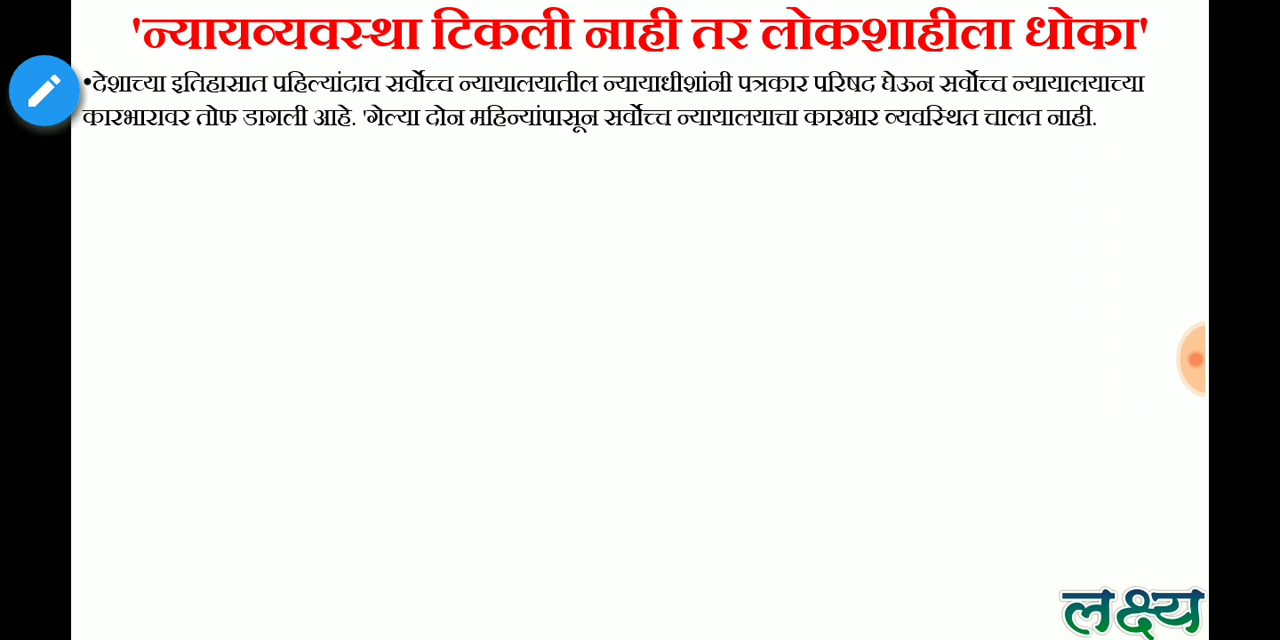 'न्यायव्यवस्था टिकली नाही तर लोकशाहीला धोका'
•देशाच्या इतिहासात पहिल्यांदाच सर्वोच्च न्यायालयातील न्यायाधीशांनी पत्रकार परिषद घेऊन सर्वोच्च न्यायालयाच्या
कारभारावर तोफ डागली आहे. 'गेल्या दोन महिन्यांपासून सर्वोच्च न्यायालयाचा कारभार व्यवस्थित चालत नाही.
लक्ष्य